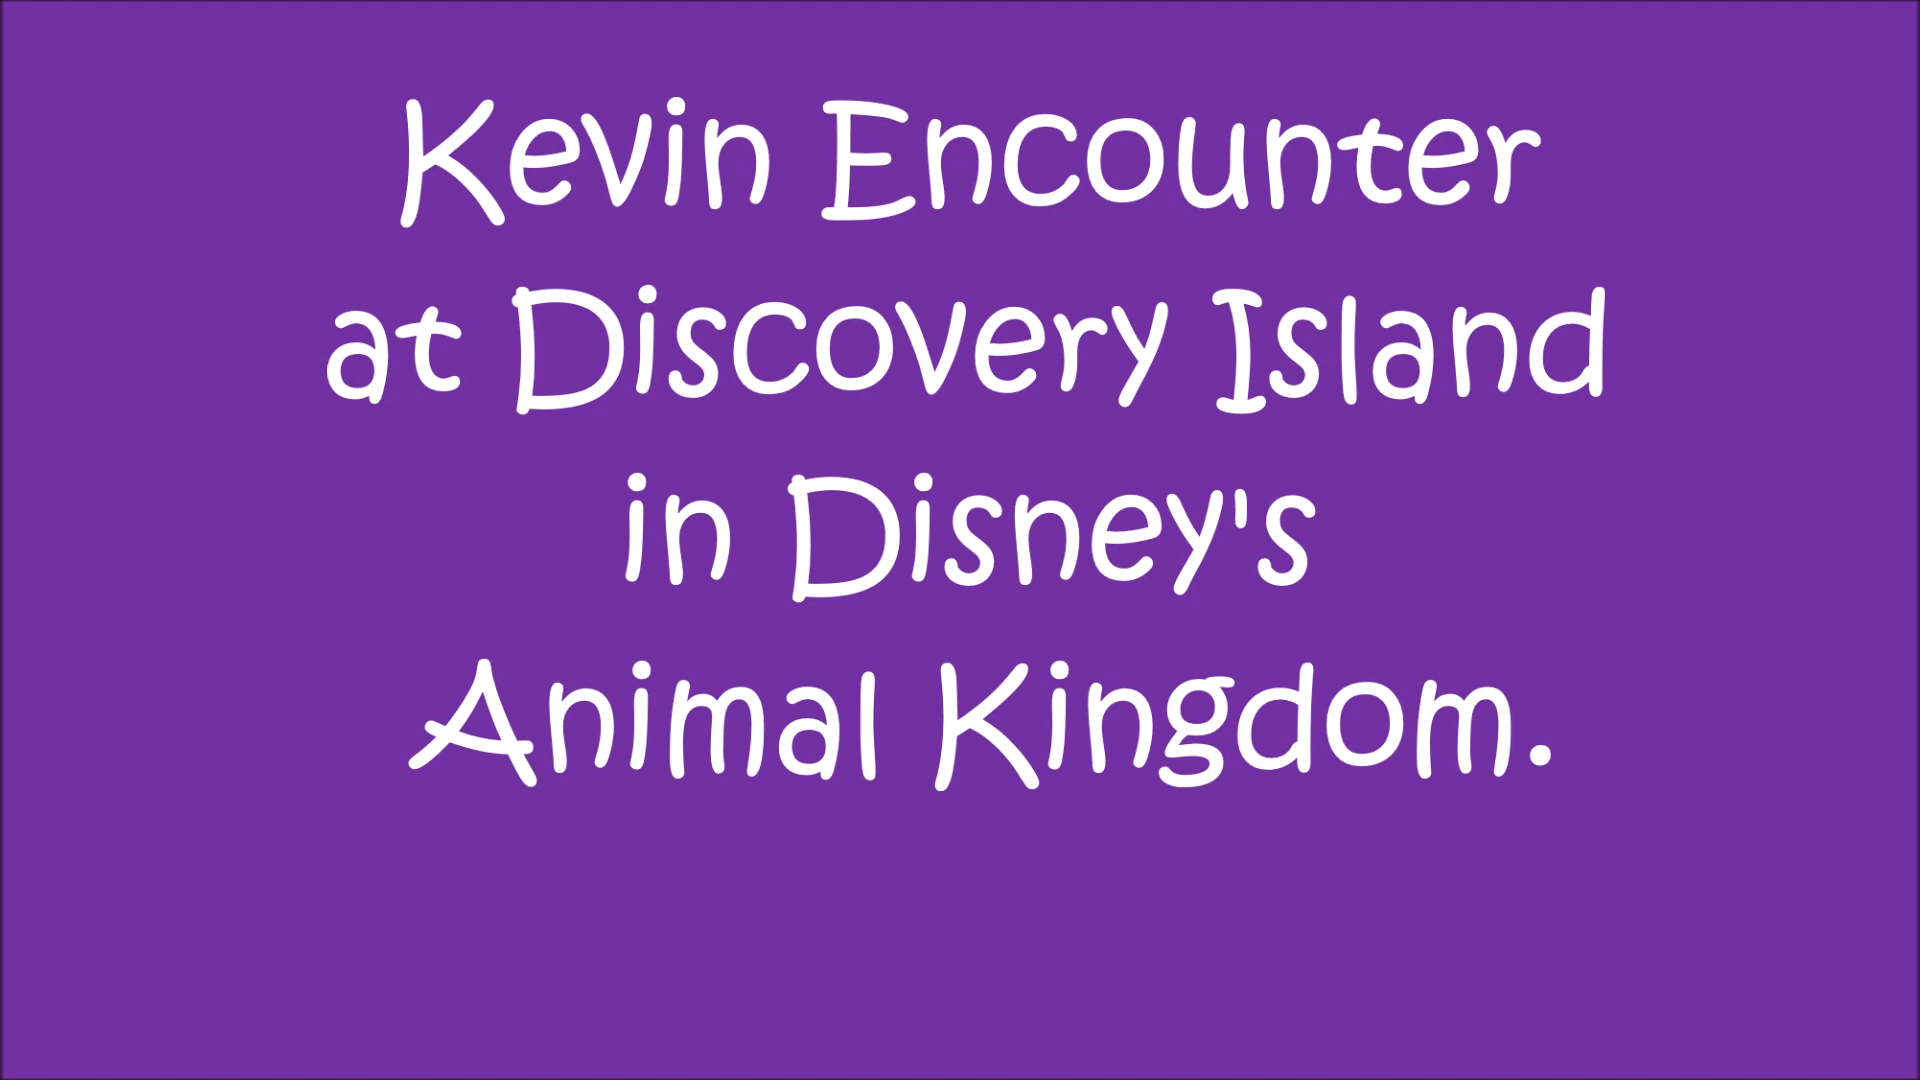 Kevin Encounter
at Discovery Island
in Disney's
Animal Kingdom.